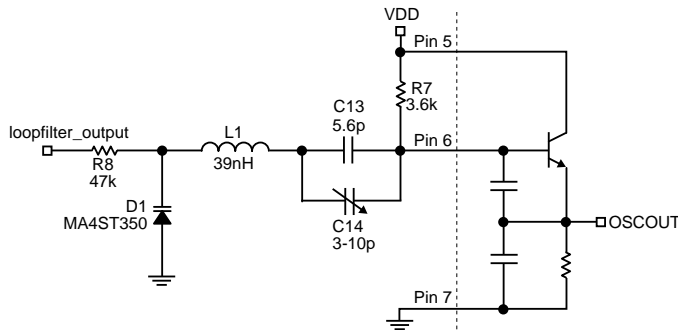 VDD
Pin 5
R7
3.6k
C13
5.6p
L1
39nH
loopfilter_output
R8
47k
Pin 6
D1
MA4ST350
C14
3-10p
OSCOUT
Pin 7